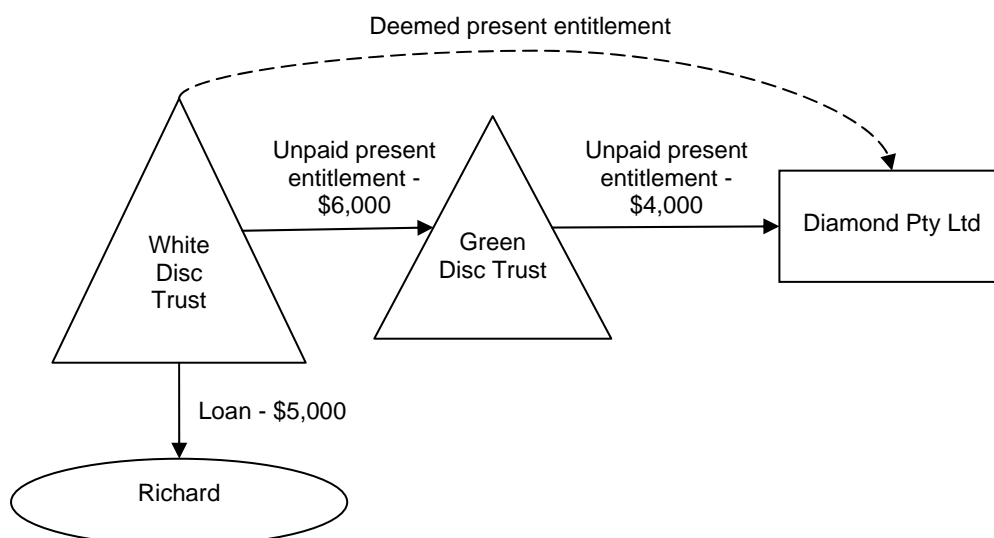 Deemed present entitlement
Unpaid present
entitlement -
$6,000
Unpaid present
entitlement -
$4,000
White
Disc
Trust
Green
Disc Trust
Diamond Pty Ltd
Loan - $5,000
Richard